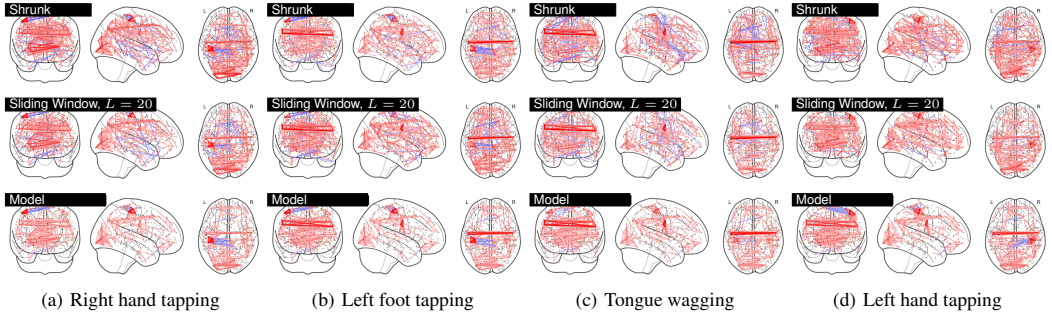 Shrunk L R Shrunk L R Shrunk L R Shrunk L R
Sliding Window, L = 20 Sliding Window, L = 20 Sliding Window, L = 20 Sliding Window, L = 20
Model L R Model L R Model L R Model L R
(a) Right hand tapping (b) Left foot tapping (c) Tongue wagging (d) Left hand tapping